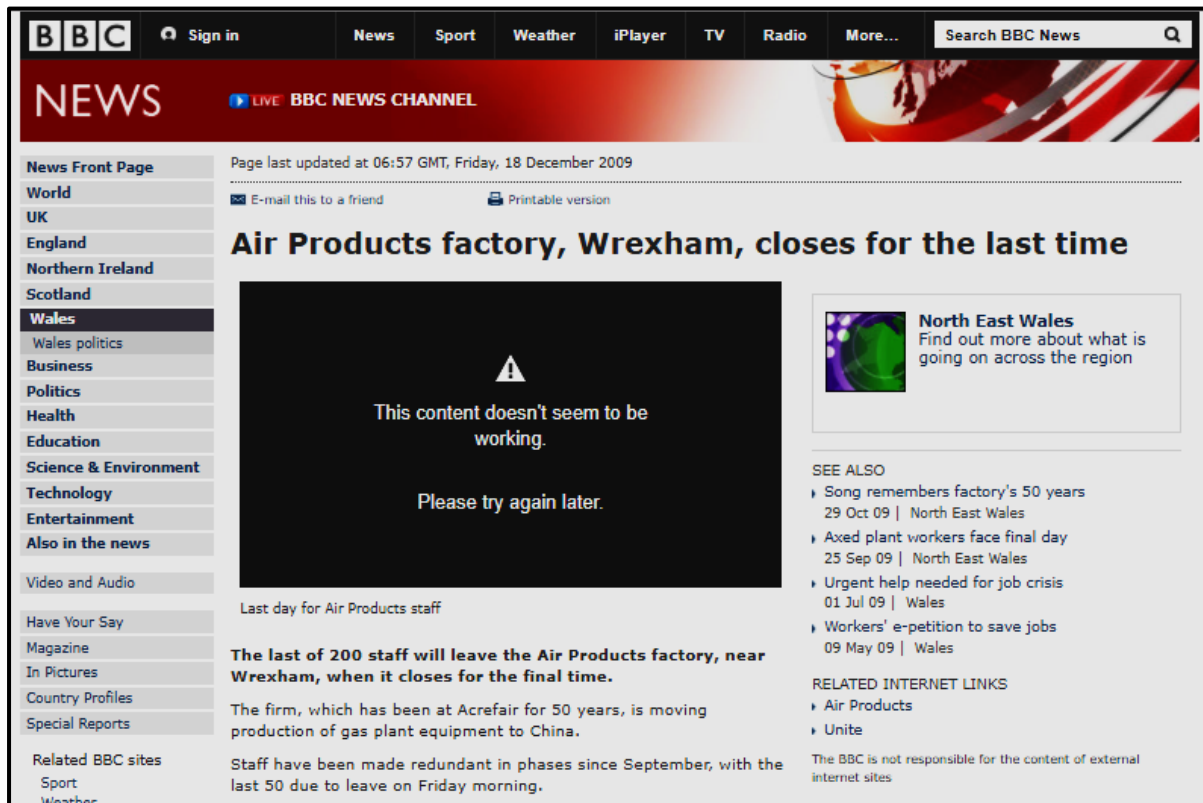 BBC Sign in News Sport Weather iPlayer TV Radio More... Search BBC News
NEWS LIVE BBC NEWS CHANNEL
News Front Page
World
UK
England
Northern Ireland
Scotland
Wales
Wales politics
Business
Politics
Health
Education
Science & Environment
Technology
Entertainment
Also in the news
Video and Audio
Have Your Say
Magazine
In Pictures
Country Profiles
Special Reports
Related BBC sites
Sport
Weather
Page last updated at 06:57 GMT, Friday, 18 December 2009
E-mail this to a friend Printable version
Air Products factory, Wrexham, closes for the last time
This content doesn't seem to be
working.
Please try again later.
Last day for Air Products staff
The last of 200 staff will leave the Air Products factory, near
Wrexham, when it closes for the final time.
The firm, which has been at Acrefair for 50 years, is moving
production of gas plant equipment to China.
Staff have been made redundant in phases since September, with the
last 50 due to leave on Friday morning.
North East Wales
Find out more about what is
going on across the region
SEE ALSO
Song remembers factory's 50 years
29 Oct 09 | North East Wales
Axed plant workers face final day
25 Sep 09 | North East Wales
Urgent help needed for job crisis
01 Jul 09 | Wales
Workers' e-petition to save jobs
09 May 09 | Wales
RELATED INTERNET LINKS
Air Products
Unite
The BBC is not responsible for the content of external
internet sites